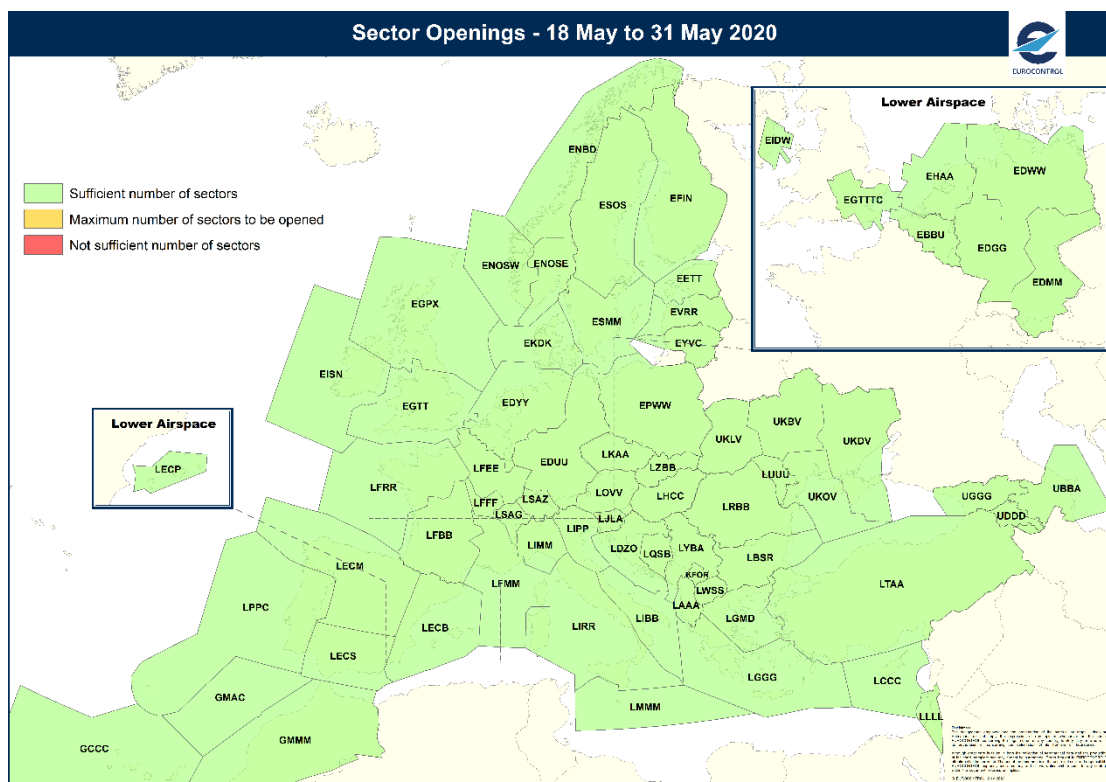 Sector Openings - 18 May to 31 May 2020
EUROCONTROL
Lower Airspace
EIDW
EHAA
EDWW
EGTTTC
EBBU
EDGG
EDMM
Sufficient number of sectors
Maximum number of sectors to be opened
Not sufficient number of sectors
ENBD
ESOS
EFIN
ENOSW
ENOSE
EETT
EGPX
EVRR
ESMM
EKDK
EYVC
EISN
EGTT
EDYY
EPWW
UKBV
UKLV
UKDV
Lower Airspace
LECP
LKAA
LFEE
EDUU
LZBB
LUUU
LFRR
LOVV
LHCC
UKOV
UGGG
UBBA
LFFF
LSAZ
LSAG
LJLA
LRBB
UDDD
LFBB
LIPP
LIMM
LDZO
LQSB
LYBA
LBSR
LECM
KFOR
LFMM
LWSS
LTAA
LPPC
LAAA
LECB
LIRR
LIBB
LGMD
LECS
LGGG
LCCC
GMAC
LMMM
LLLL
GCCC
GMMM